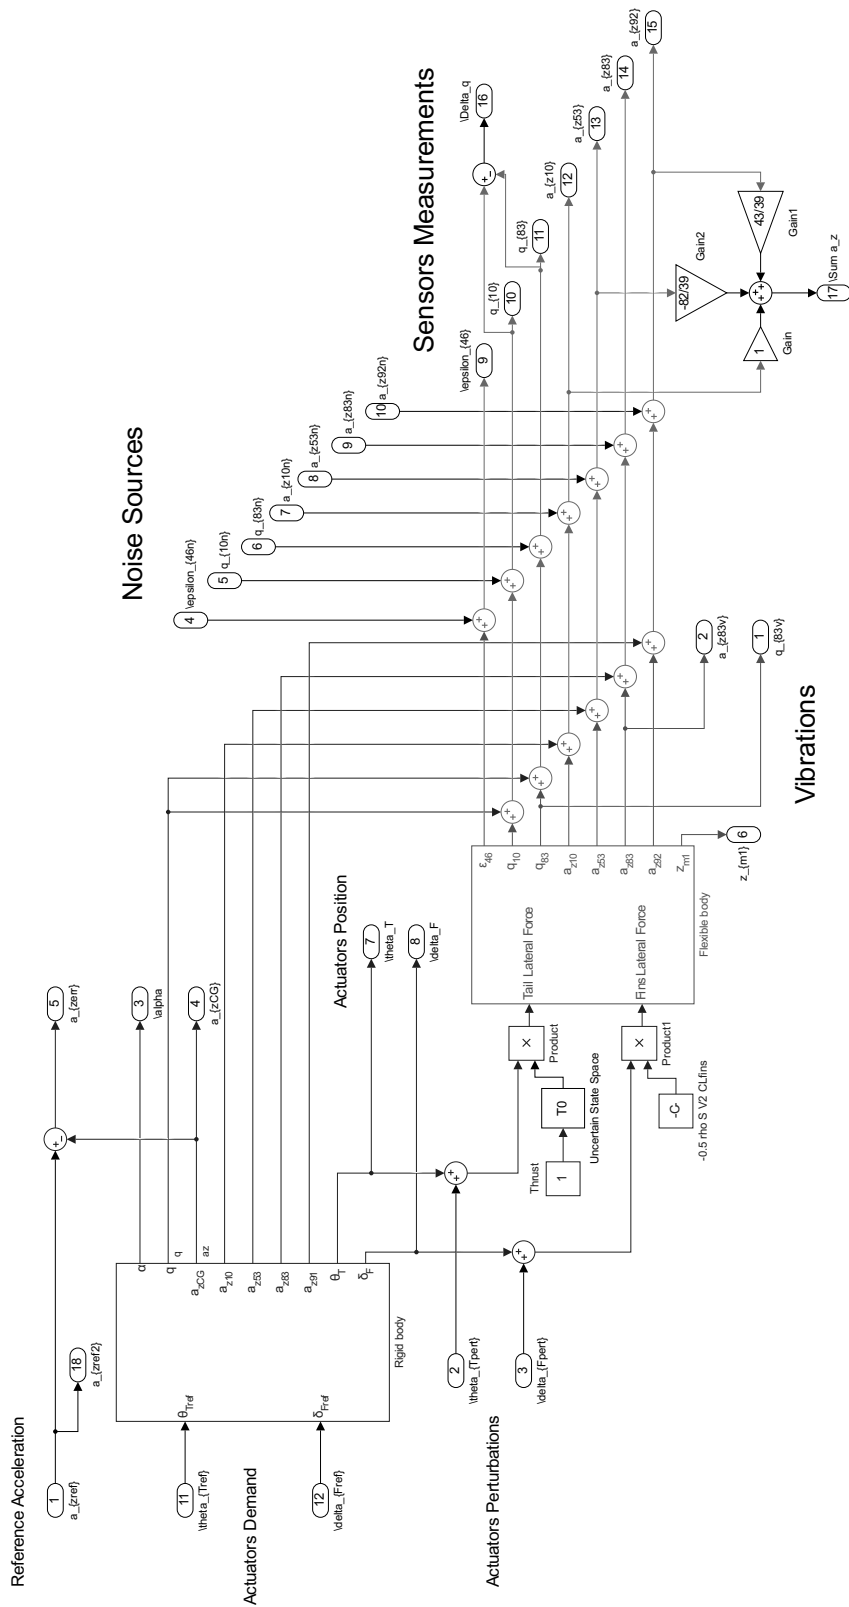 Reference Acceleration
1
a_{zref}
18
a_{zref2}
+-
5
a_{zerr}
Actuators Demand
11
\theta_{Tref}
12
\delta_{Fref}
θTref
δFref
Rigid body
α
q
azCG
az10
az53
az83
az91
θT
δF
q
az
3
\alpha
4
a_{zCG}
Actuators Position
7
\theta_T
8
\delta_F
Actuators Perturbations
2
\theta_{Tpert}
3
\delta_{Fpert}
++
++
Thrust
1
T0
Uncertain State Space
×
Product
-C-
-0.5 rho S V2 CLfins
×
Product1
Tail Lateral Force
Fins Lateral Force
Flexible body
ε46
q10
q83
az10
az53
az83
az92
zm1
z_{m1}
6
Vibrations
2
a_{z83v}
1
q_{83v}
++
++
++
++
++
++
Noise Sources
4
\epsilon_{46n}
5
q_{10n}
6
q_{83n}
7
a_{z10n}
8
a_{z53n}
9
a_{z83n}
10
a_{z92n}
++
++
++
++
++
++
++
Sensors Measurements
\epsilon_{46}
9
q_{10}
10
q_{83}
11
+-
\Delta_q
16
a_{z10}
12
a_{z53}
13
a_{z83}
14
a_{z92}
15
1
Gain
-82/39
Gain2
43/39
Gain1
+++
17
\Sum a_z